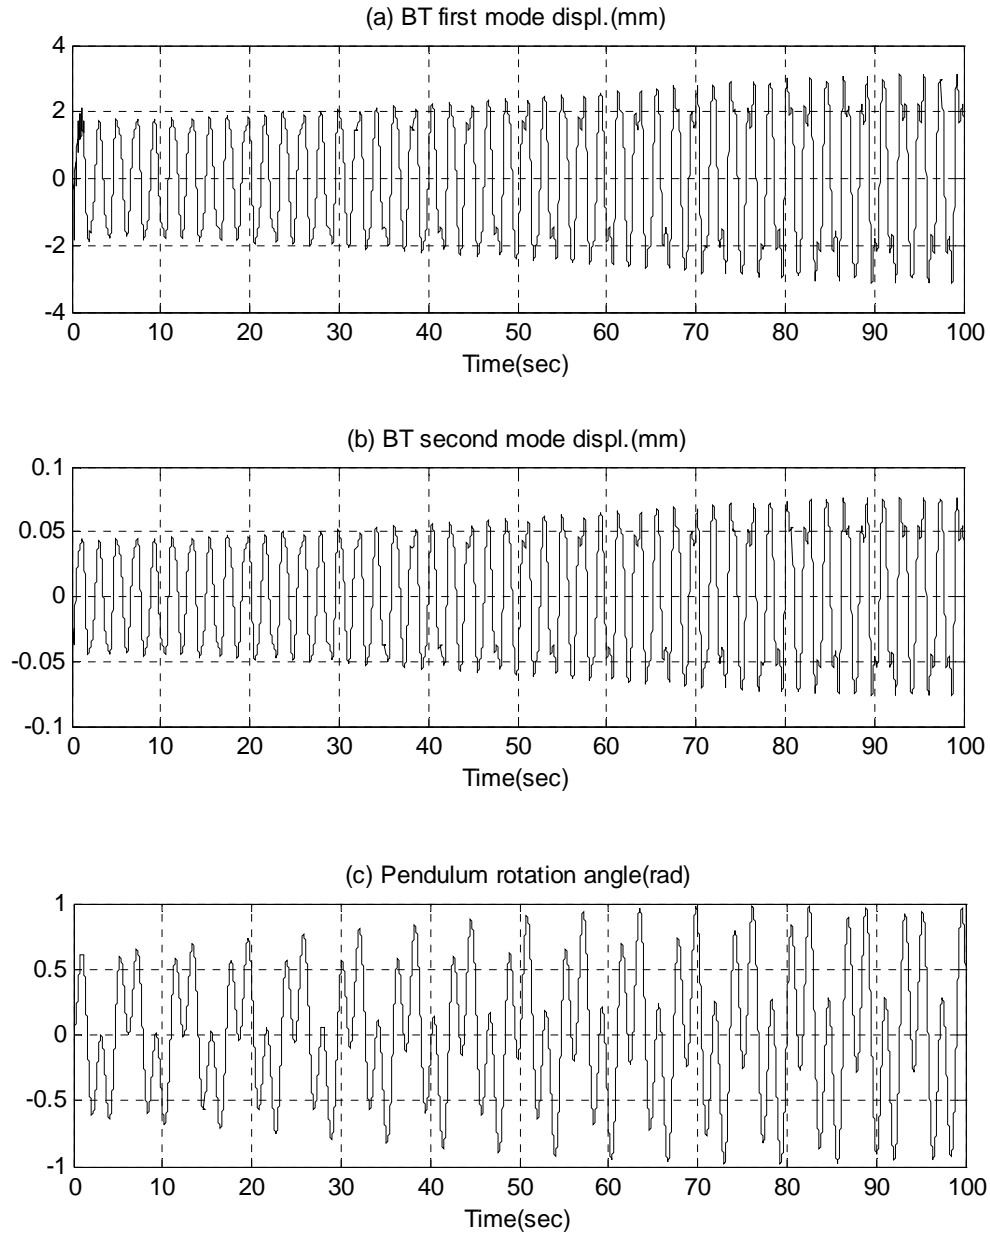 (a) BT first mode displ.(mm)
4
2
0
-2
-4
0 10 20 30 40 50 60 70 80 90 100
Time(sec)
(b) BT second mode displ.(mm)
0.1
0.05
0
-0.05
-0.1
0 10 20 30 40 50 60 70 80 90 100
Time(sec)
(c) Pendulum rotation angle(rad)
1
0.5
0
-0.5
-1
0 10 20 30 40 50 60 70 80 90 100
Time(sec)